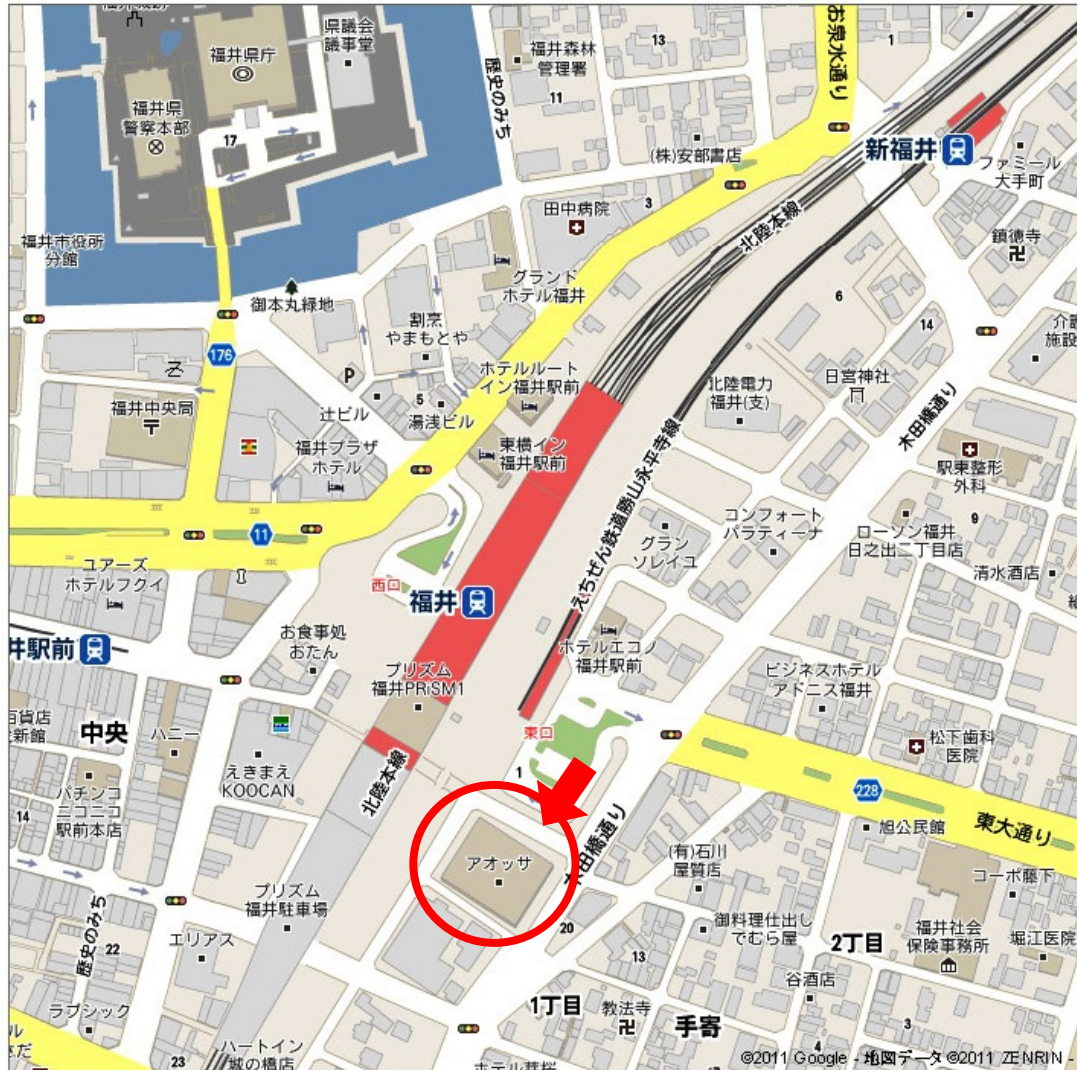 県議会
議事堂
福井県庁
福井県
警察本部
17
福井森林
管理署
11
13
1
お泉水通り
歴史のみち
(株)安部書店
新福井
ファミール
大手町
田中病院
3
北陸本線
鎮徳寺
福井市役所
分館
御本丸緑地
グランド
ホテル福井
割烹
やまもとや
6
14
介護
施設
176
P
ホテルルート
イン福井駅前
北陸電力
福井(支)
日宮神社
木田橋通り
福井中央局
辻ビル
5
湯浅ビル
福井プラザ
ホテル
東横イン
福井駅前
駅東整形
外科
えちぜん鉄道勝山永平寺線
11
コンフォート
パラティーナ
ローソン福井
日之出二丁目店
9
グラン
ソレイユ
ユアーズ
ホテルフクイ
西口
福井
清水酒店
井駅前
お食事処
おたん
ホテルエコノ
福井駅前
プリズム
福井PRiSM1
ビジネスホテル
アドニス福井
百貨店
新館
中央
ハニー
東口
松下歯科
医院
えきまえ
KOOCAN
北陸本線
1
228
東大通り
パチンコ
ニコニコ
駅前本店
14
旭公民館
アオッサ
木田橋通り
(有)石川
屋質店
コーポ藤下
プリズム
福井駐車場
歴史のみち
エリアス
22
20
御料理仕出し
でむら屋
2丁目
福井社会
保険事務所
堀江医院
13
谷酒店
ラブシック
1丁目
教法寺
手寄
3
23
ハートイン
城の橋店
4
©2011 Google - 地図データ ©2011 ZENRIN -